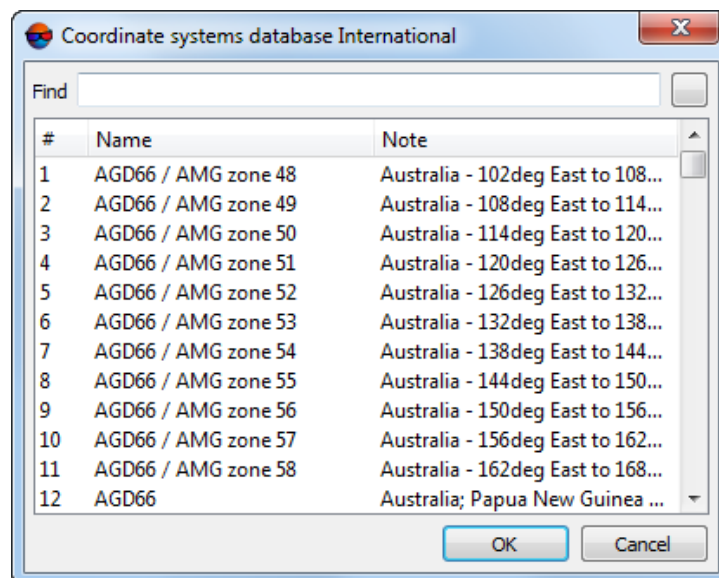 Coordinate systems database International
Find
# Name Note
1 AGD66 / AMG zone 48 Australia - 102deg East to 108...
2 AGD66 / AMG zone 49 Australia - 108deg East to 114...
3 AGD66 / AMG zone 50 Australia - 114deg East to 120...
4 AGD66 / AMG zone 51 Australia - 120deg East to 126...
5 AGD66 / AMG zone 52 Australia - 126deg East to 132...
6 AGD66 / AMG zone 53 Australia - 132deg East to 138...
7 AGD66 / AMG zone 54 Australia - 138deg East to 144...
8 AGD66 / AMG zone 55 Australia - 144deg East to 150...
9 AGD66 / AMG zone 56 Australia - 150deg East to 156...
10 AGD66 / AMG zone 57 Australia - 156deg East to 162...
11 AGD66 / AMG zone 58 Australia - 162deg East to 168...
12 AGD66 Australia; Papua New Guinea ...
OK Cancel